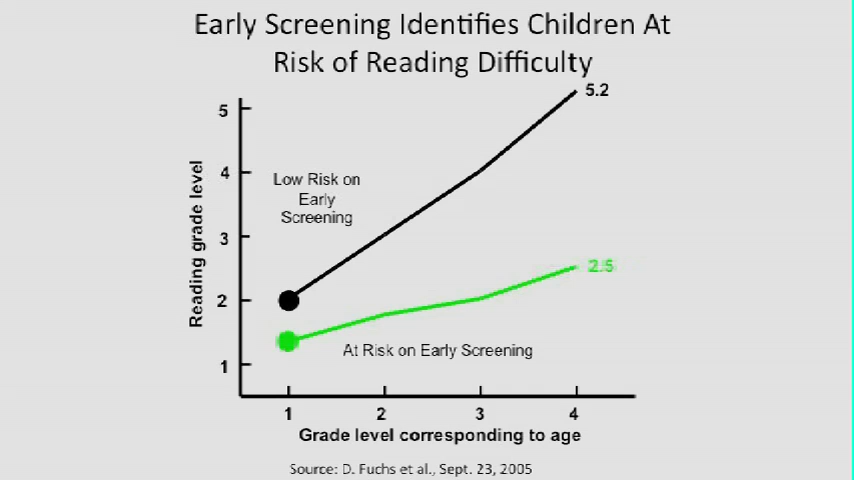 Early Screening Identifies Children At
Risk of Reading Difficulty
5.2
5
4
3
2
1
Reading grade level
Low Risk on
Early
Screening
2.5
At Risk on Early Screening
1 2 3 4
Grade level corresponding to age
Source: D. Fuchs et al., Sept. 23, 2005